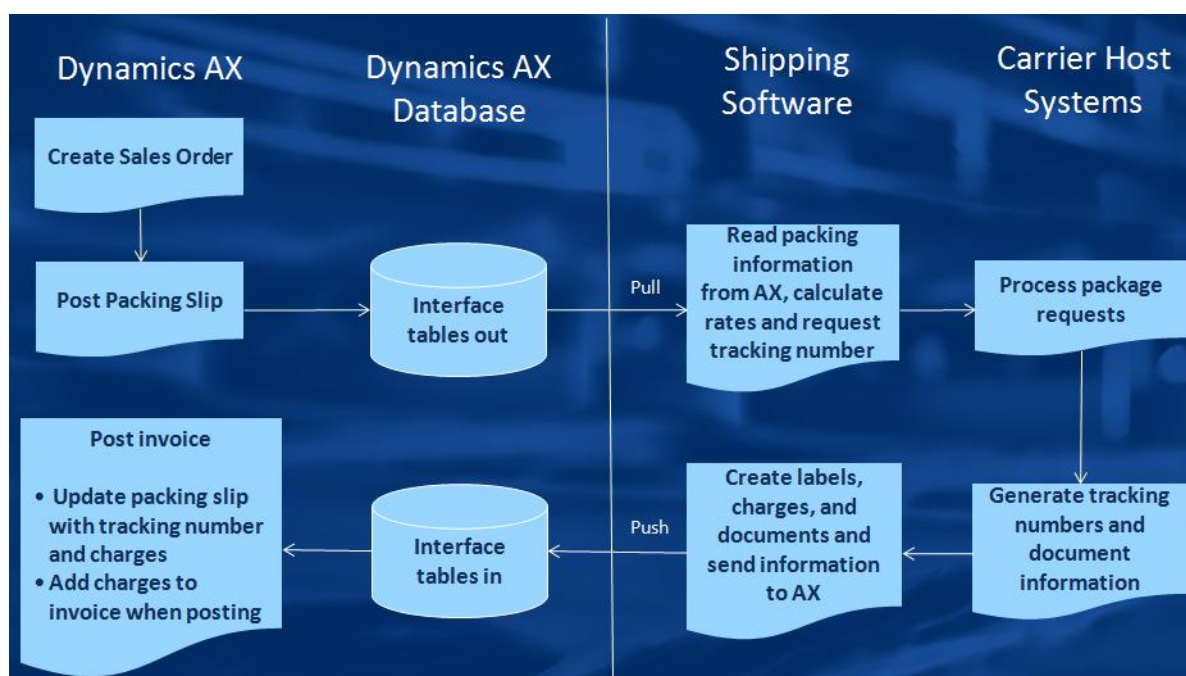 Dynamics AX
Dynamics AX
Database
Shipping
Software
Carrier Host
Systems
Create Sales Order
Post Packing Slip
Interface
tables out
Pull
Read packing
information
from AX, calculate
rates and request
tracking number
Process package
requests
Post invoice
• Update packing slip
with tracking number
and charges
• Add charges to
invoice when posting
Interface
tables in
Push
Create labels,
charges, and
documents and
send information
to AX
Generate tracking
numbers and
document
information